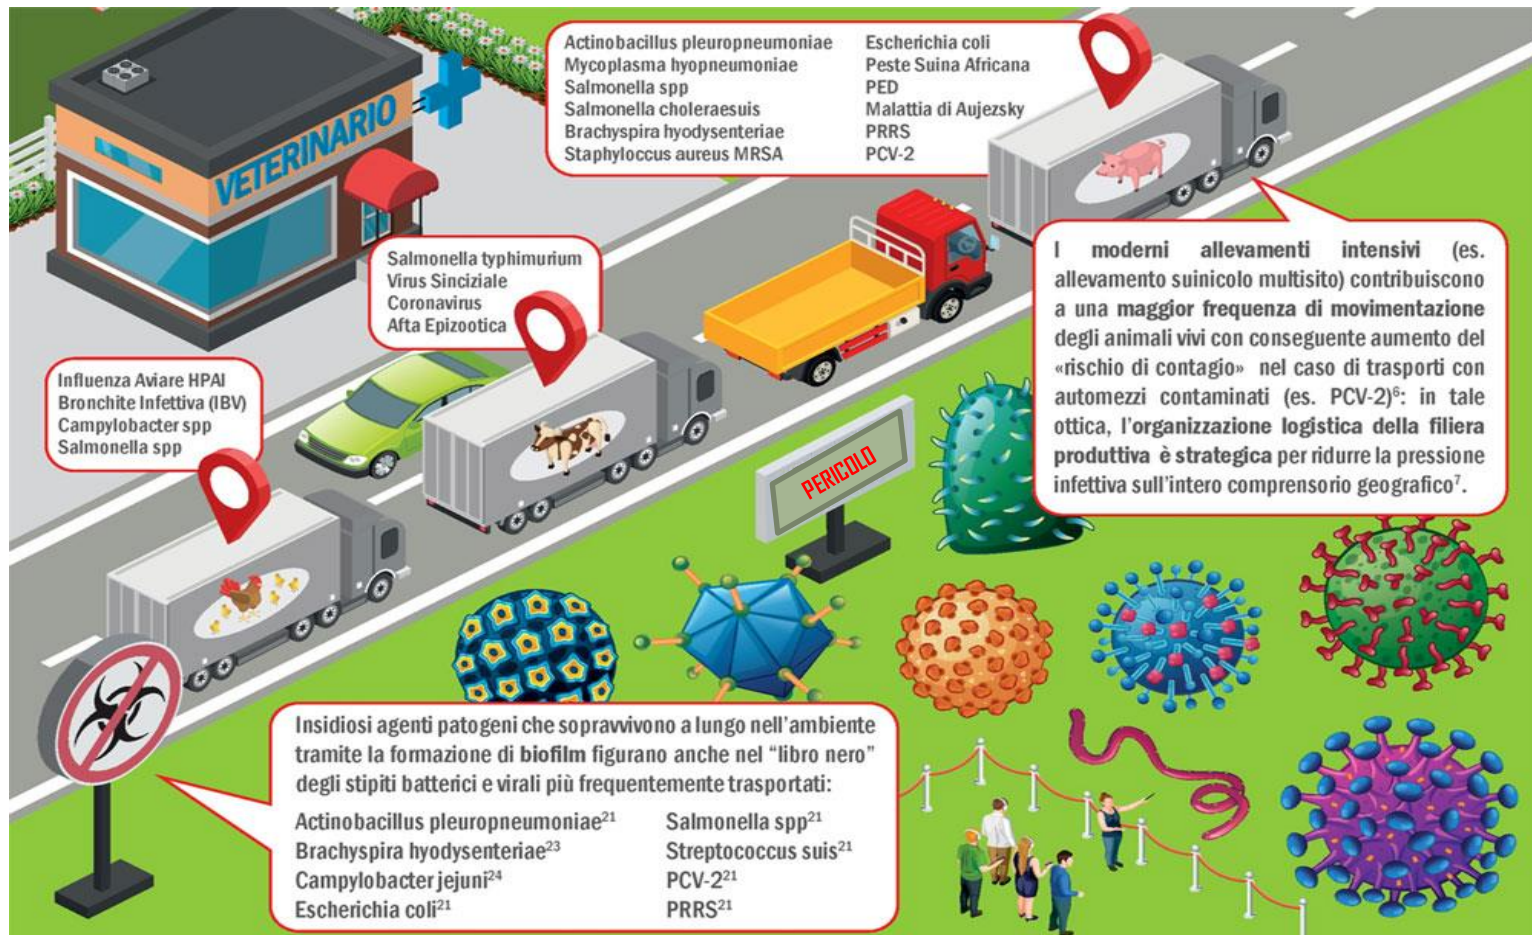 VETERINARIO
Actinobacillus pleuropneumoniae
Mycoplasma hyopneumoniae
Salmonella spp
Salmonella choleraesuis
Brachyspira hyodysenteriae
Staphyloccus aureus MRSA
Escherichia coli
Peste Suina Africana
PED
Malattia di Aujezsky
PRRS
PCV-2
Salmonella typhimurium
Virus Sinciziale
Coronavirus
Afta Epizootica
Influenza Aviare HPAI
Bronchite Infettiva (IBV)
Campylobacter spp
Salmonella spp
I moderni allevamenti intensivi (es.
allevamento suinicolo multisito) contribuiscono
a una maggior frequenza di movimentazione
degli animali vivi con conseguente aumento del
«rischio di contagio» nel caso di trasporti con
automezzi contaminati (es. PCV-2)⁶: in tale
ottica, l'organizzazione logistica della filiera
produttiva è strategica per ridurre la pressione
infettiva sull'intero comprensorio geografico⁷.
PERICOLO
Insidiosi agenti patogeni che sopravvivono a lungo nell'ambiente
tramite la formazione di biofilm figurano anche nel "libro nero"
degli stipiti batterici e virali più frequentemente trasportati:
Actinobacillus pleuropneumoniae²¹
Brachyspira hyodysenteriae²³
Campylobacter jejuni²⁴
Escherichia coli²¹
Salmonella spp²¹
Streptococcus suis²¹
PCV-2²¹
PRRS²¹